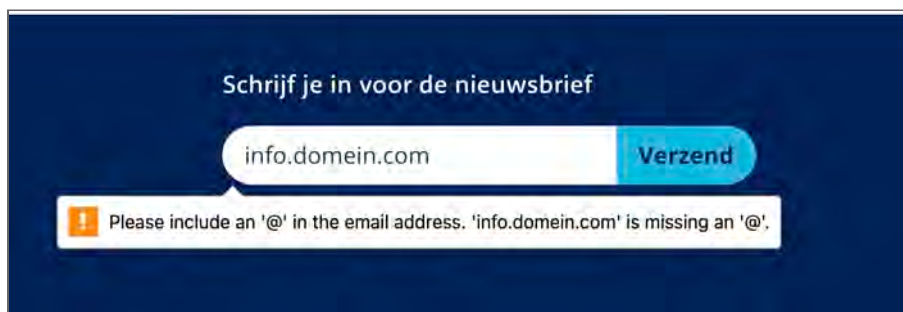 Schrijf je in voor de nieuwsbrief
info.domein.com Verzend
! Please include an '@' in the email address. 'info.domein.com' is missing an '@'.